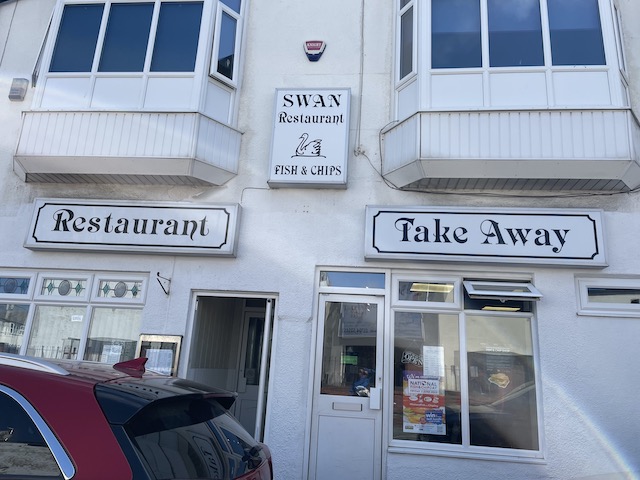 SWAN
Restaurant
FISH & CHIPS
Restaurant
Take Away
NATIONAL